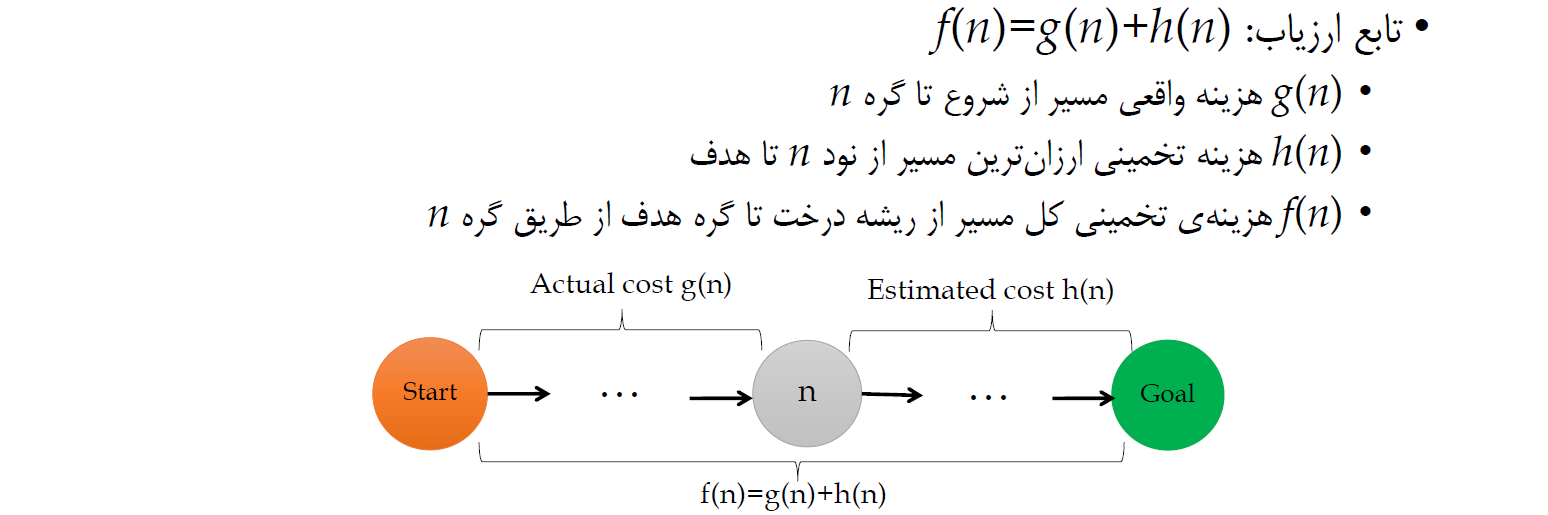 • تابع ارزیاب: f(n)=g(n)+h(n)
• g(n) هزینه واقعی مسیر از شروع تا گره n
• h(n) هزینه تخمینی ارزان‌ترین مسیر از نود n تا هدف
• f(n) هزینه‌ی تخمینی کل مسیر از ریشه درخت تا گره هدف از طریق گره n
Actual cost g(n)
Estimated cost h(n)
Start
...
n
...
Goal
f(n)=g(n)+h(n)